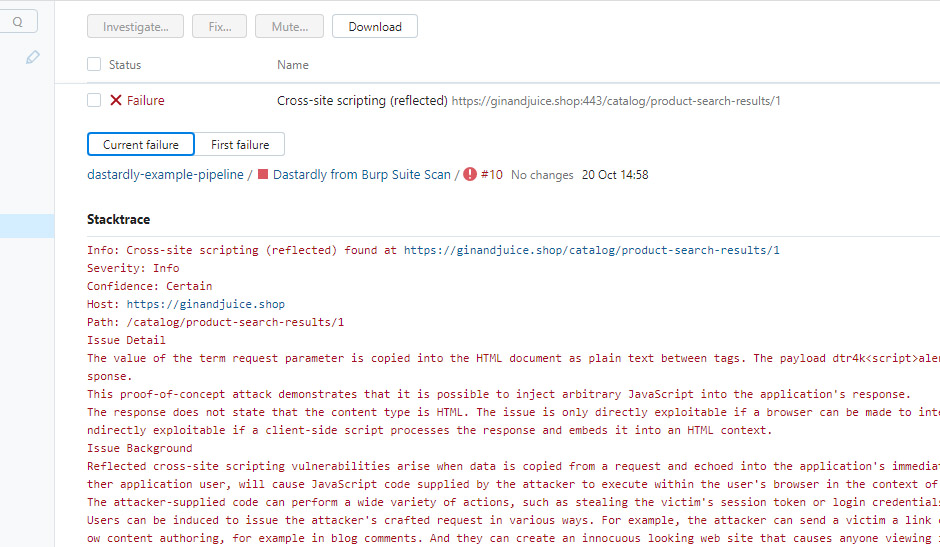 Q
Investigate... Fix... Mute... Download
Status Name
Failure Cross-site scripting (reflected) https://ginandjuice.shop:443/catalog/product-search-results/1
Current failure First failure
dastardly-example-pipeline / Dastardly from Burp Suite Scan / #10 No changes 20 Oct 14:58
Stacktrace
Info: Cross-site scripting (reflected) found at https://ginandjuice.shop/catalog/product-search-results/1
Severity: Info
Confidence: Certain
Host: https://ginandjuice.shop
Path: /catalog/product-search-results/1
Issue Detail
The value of the term request parameter is copied into the HTML document as plain text between tags. The payload dtr4k<script>aler
sponse.
This proof-of-concept attack demonstrates that it is possible to inject arbitrary JavaScript into the application's response.
The response does not state that the content type is HTML. The issue is only directly exploitable if a browser can be made to inte
ndirectly exploitable if a client-side script processes the response and embeds it into an HTML context.
Issue Background
Reflected cross-site scripting vulnerabilities arise when data is copied from a request and echoed into the application's immediat
ther application user, will cause JavaScript code supplied by the attacker to execute within the user's browser in the context of
The attacker-supplied code can perform a wide variety of actions, such as stealing the victim's session token or login credentials
Users can be induced to issue the attacker's crafted request in various ways. For example, the attacker can send a victim a link
ow content authoring, for example in blog comments. And they can create an innocuous looking web site that causes anyone viewing